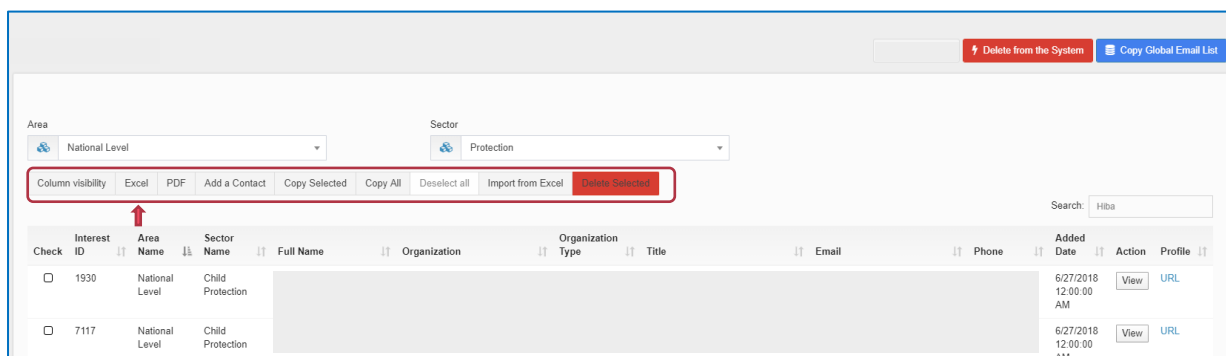 Delete from the System Copy Global Email List
Area Sector
National Level Protection
Column visibility Excel PDF Add a Contact Copy Selected Copy All Deselect all Import from Excel Delete Selected
Search: Hiba
Check Interest ID Area Name Sector Name Full Name Organization Organization Type Title Email Phone Added Date Action Profile
1930 National Level Child Protection 6/27/2018 12:00:00 AM View URL
7117 National Level Child Protection 6/27/2018 12:00:00 AM View URL